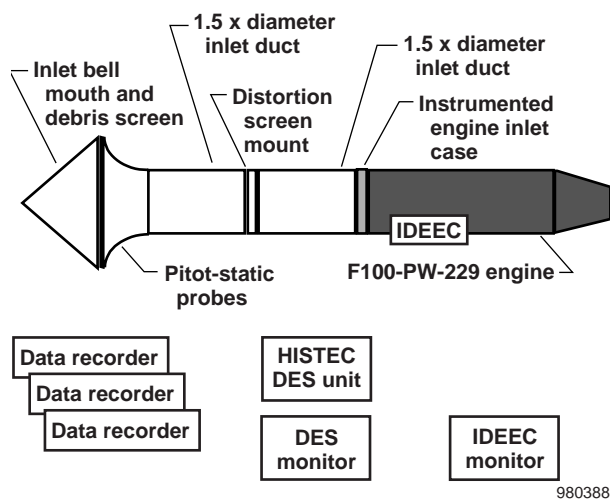 1.5 x diameter
inlet duct
1.5 x diameter
inlet duct
Inlet bell
mouth and
debris screen
Distortion
screen
mount
Instrumented
engine inlet
case
IDEEC
Pitot-static
probes
F100-PW-229 engine
Data recorder
Data recorder
Data recorder
HISTEC
DES unit
DES
monitor
IDEEC
monitor
980388